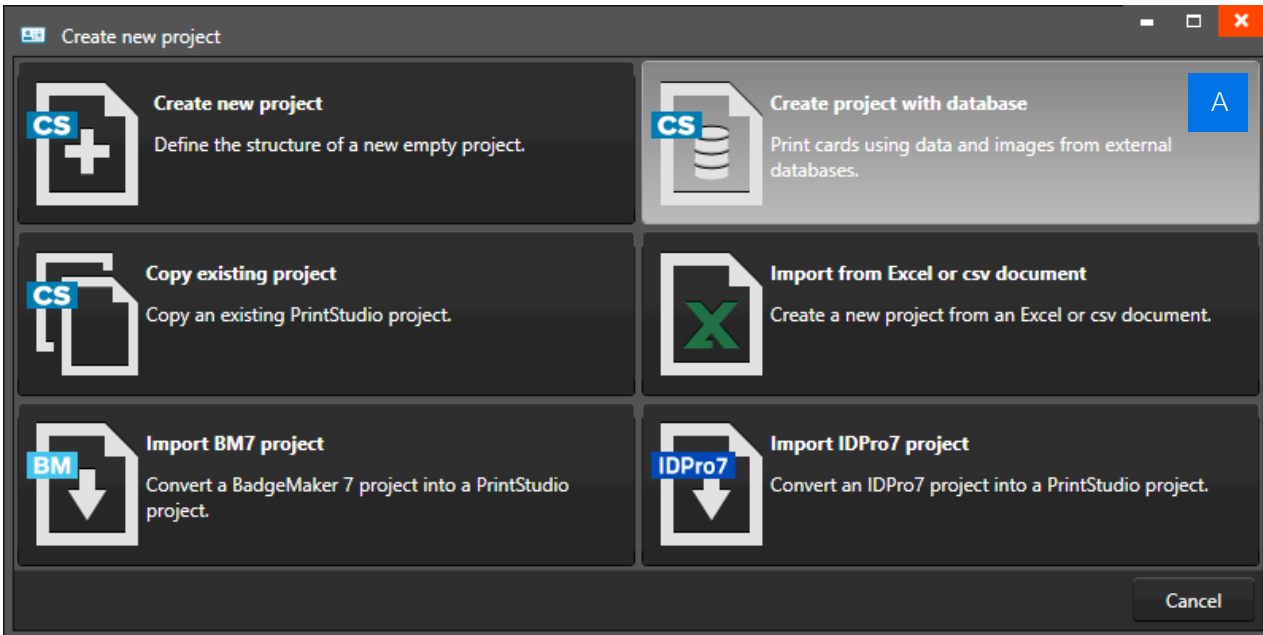 Create new project
CS
Create new project
Define the structure of a new empty project.
CS
Create project with database
A
Print cards using data and images from external
databases.
CS
Copy existing project
Copy an existing PrintStudio project.
Import from Excel or csv document
Create a new project from an Excel or csv document.
BM
Import BM7 project
Convert a BadgeMaker 7 project into a PrintStudio
project.
IDPro7
Import IDPro7 project
Convert an IDPro7 project into a PrintStudio project.
Cancel